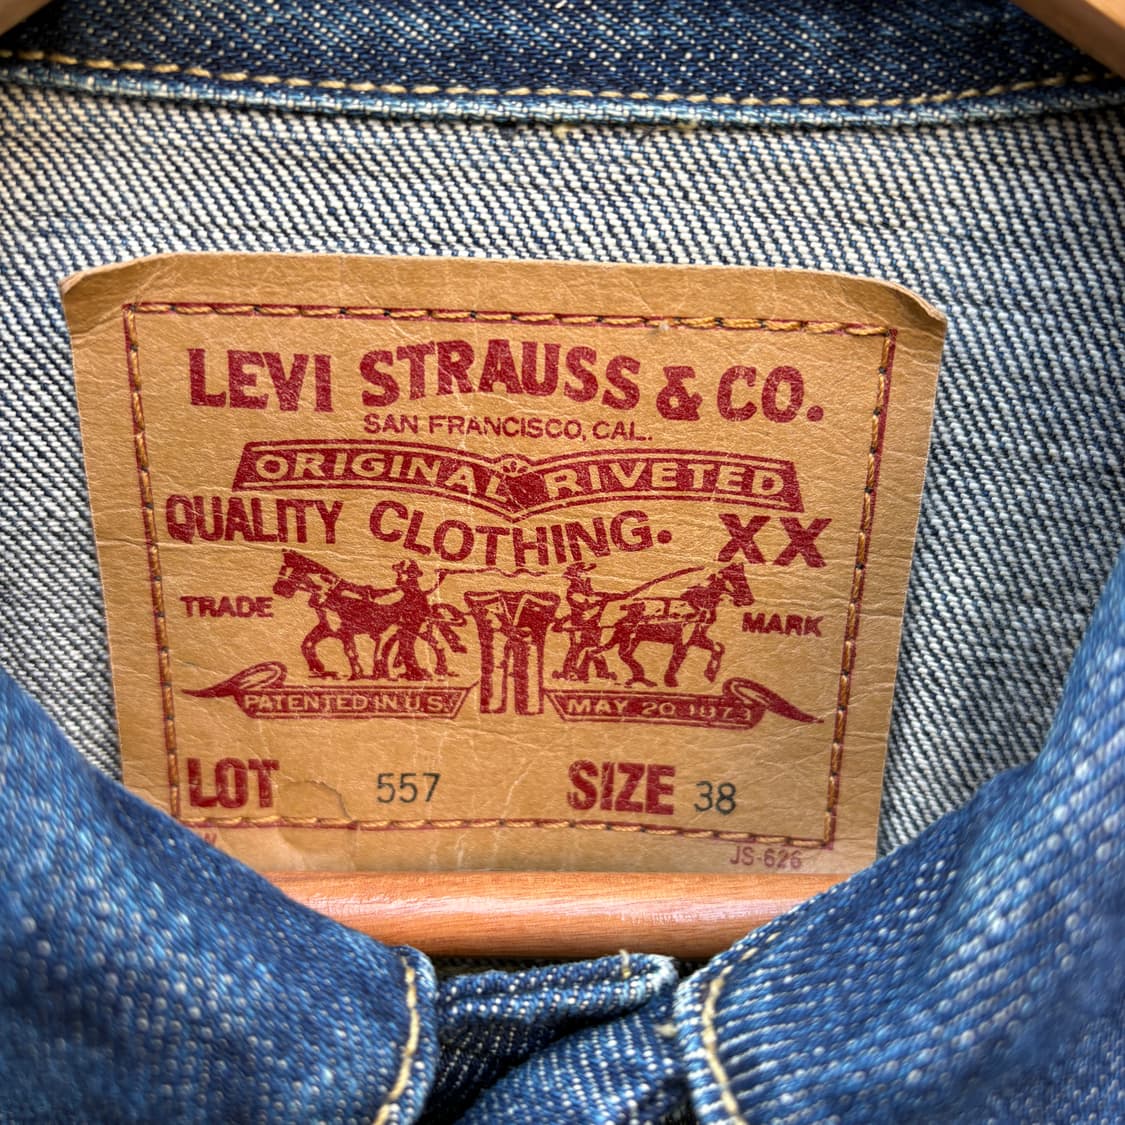 LEVI STRAUSS & CO.
SAN FRANCISCO, CAL.
ORIGINAL RIVETED
QUALITY CLOTHING. XX
TRADE MARK
PATENTED IN U.S. MAY 20 1873
LOT 557 SIZE 38
JS-626